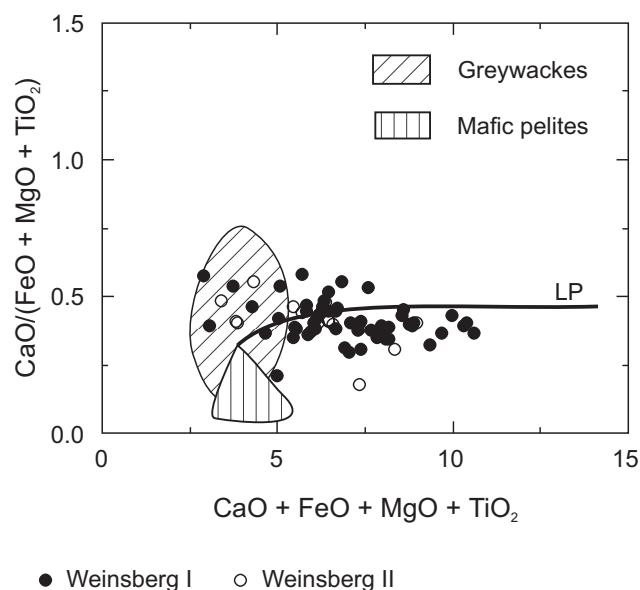 1.5
Greywackes
Mafic pelites
1.0
CaO/(FeO + MgO + TiO₂)
0.5
LP
0.0
0 5 10 15
CaO + FeO + MgO + TiO₂
Weinsberg I Weinsberg II